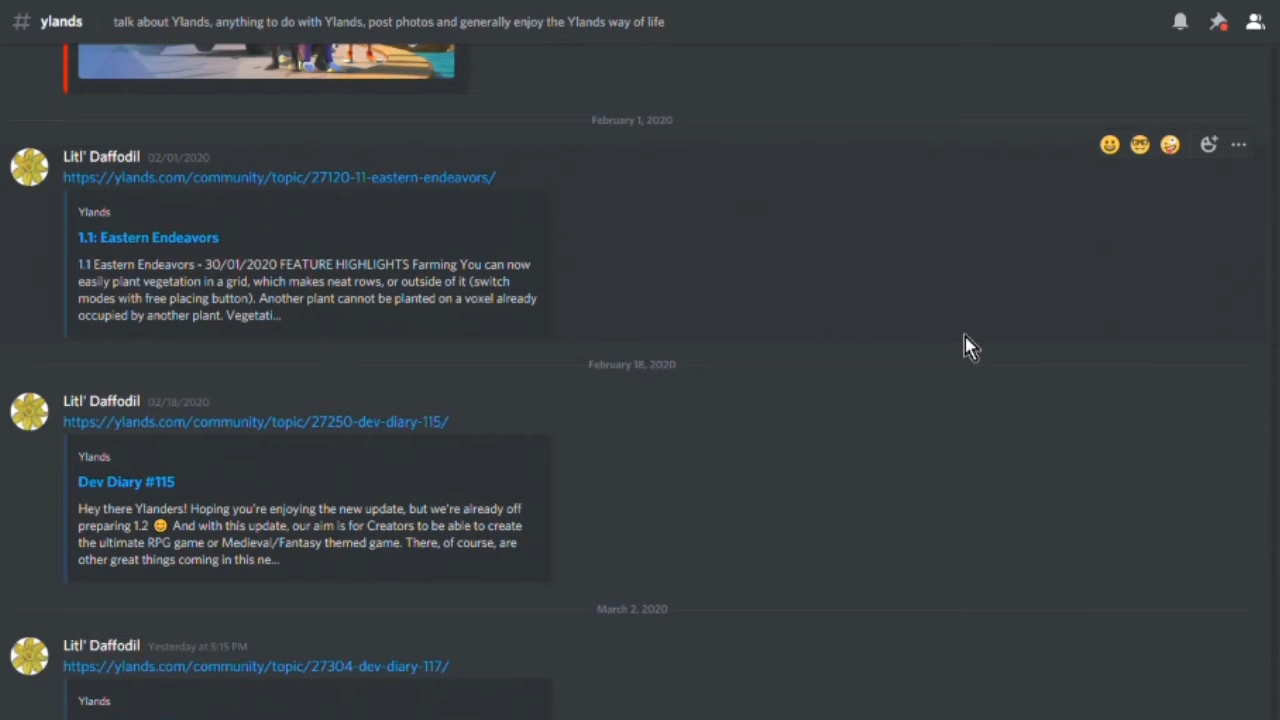 # ylands talk about Ylands, anything to do with Ylands, post photos and generally enjoy the Ylands way of life
February 1, 2020
Litl' Daffodil 02/01/2020
https://ylands.com/community/topic/27120-11-eastern-endeavors/
Ylands
1.1: Eastern Endeavors
1.1 Eastern Endeavors - 30/01/2020 FEATURE HIGHLIGHTS Farming You can now
easily plant vegetation in a grid, which makes neat rows, or outside of it (switch
modes with free placing button). Another plant cannot be planted on a voxel already
occupied by another plant. Vegetati...
February 18, 2020
Litl' Daffodil 02/18/2020
https://ylands.com/community/topic/27250-dev-diary-115/
Ylands
Dev Diary #115
Hey there Ylanders! Hoping you're enjoying the new update, but we're already off
preparing 1.2 😊 And with this update, our aim is for Creators to be able to create
the ultimate RPG game or Medieval/Fantasy themed game. There, of course, are
other great things coming in this ne...
March 2, 2020
Litl' Daffodil Yesterday at 5:15 PM
https://ylands.com/community/topic/27304-dev-diary-117/
Ylands